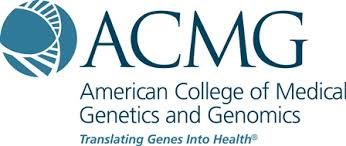 ACMG
American College of Medical
Genetics and Genomics
Translating Genes Into Health®